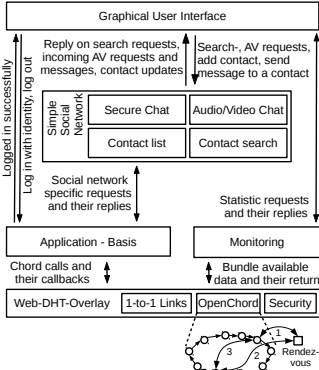 Graphical User Interface
Logged in successfully
Log in with identity, log out
Reply on search requests,
incoming AV requests and
messages, contact updates
Search-, AV requests,
add contact, send
message to a contact
Simple
Social
Network
Secure Chat
Audio/Video Chat
Contact list
Contact search
Social network
specific requests
and their replies
Statistic requests
and their replies
Application - Basis
Monitoring
Chord calls and
their callbacks
Bundle available
data and their return
Web-DHT-Overlay
1-to-1 Links
OpenChord
Security
1
3
2
Rendez-
vous